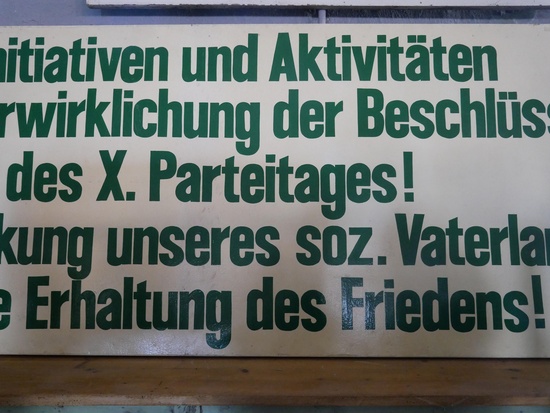 nitiativen und Aktivitäten
rwirklichung der Beschlüss
des X. Parteitages!
kung unseres soz. Vaterlan
e Erhaltung des Friedens!